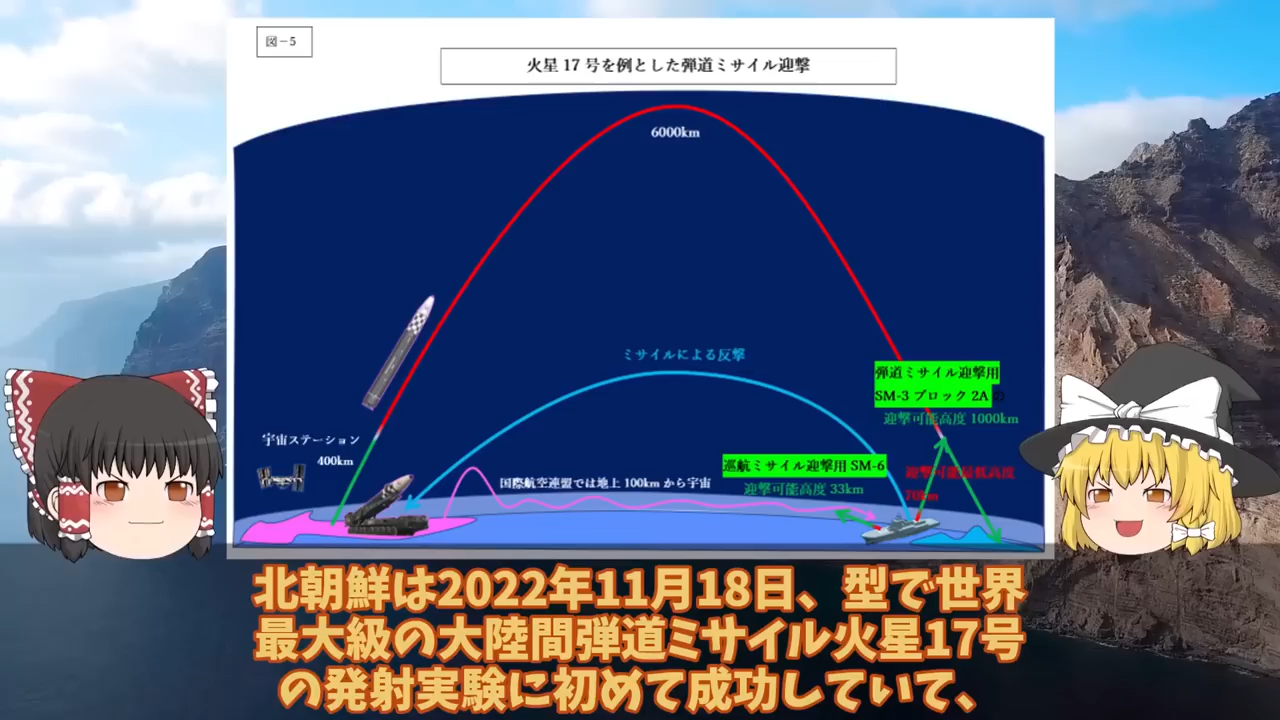 図－5
火星 17 号を例とした弾道ミサイル迎撃
6000km
ミサイルによる反撃
弾道ミサイル迎撃用
SM-3 ブロック 2A の
迎撃可能高度 1000km
宇宙ステーション
400km
国際航空連盟では地上 100km から宇宙
巡航ミサイル迎撃用 SM-6
迎撃可能高度 33km
迎撃可能最低高度
70km
北朝鮮は2022年11月18日、型で世界
最大級の大陸間弾道ミサイル火星17号
の発射実験に初めて成功していて、